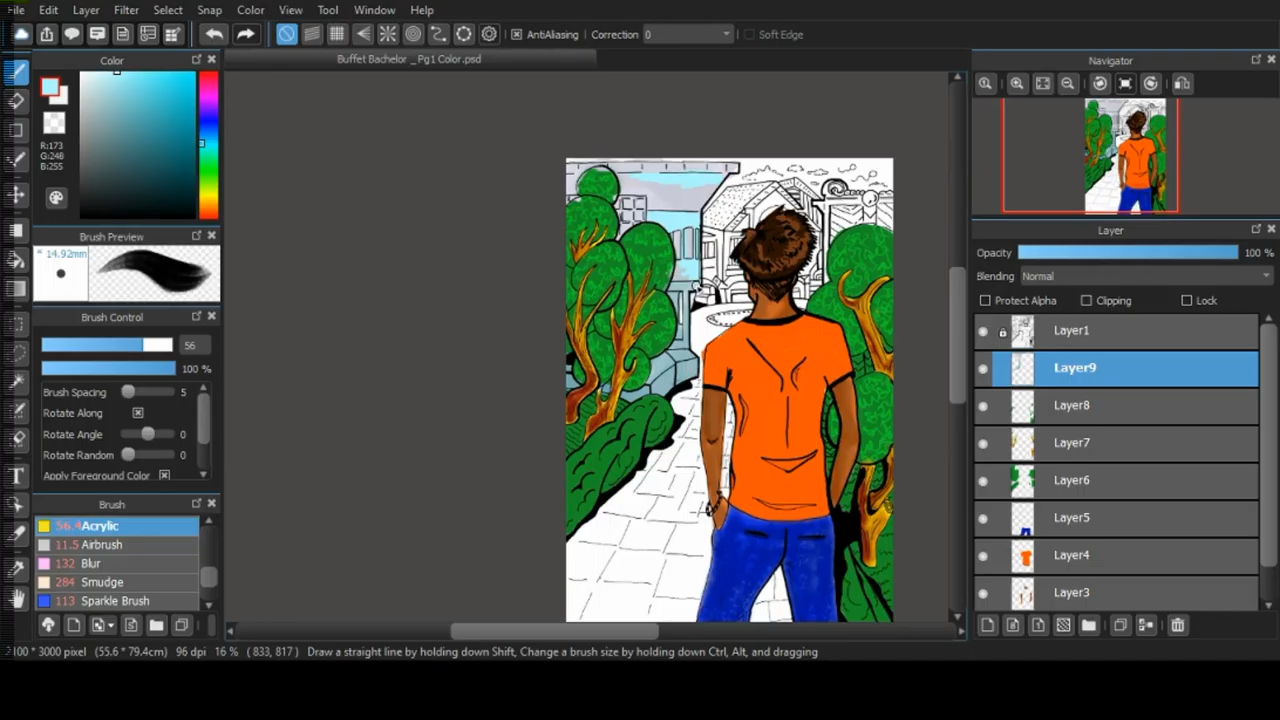 File Edit Layer Filter Select Snap Color View Tool Window Help
AntiAliasing Correction 0 Soft Edge
Color
Buffet Bachelor _Pg1 Color.psd
Navigator
R:173
G:248
B:255
Brush Preview
14.92mm
Brush Control
56
100 %
Brush Spacing 5
Rotate Along
Rotate Angle 0
Rotate Random 0
Apply Foreground Color
Brush
56.4 Acrylic
11.5 Airbrush
132 Blur
284 Smudge
113 Sparkle Brush
Layer
Opacity 100 %
Blending Normal
Protect Alpha Clipping Lock
Layer1
Layer9
Layer8
Layer7
Layer6
Layer5
Layer4
Layer3
100 * 3000 pixel (55.6 * 79.4cm) 96 dpi 16 % ( 833, 817 ) Draw a straight line by holding down Shift, Change a brush size by holding down Ctrl, Alt, and dragging